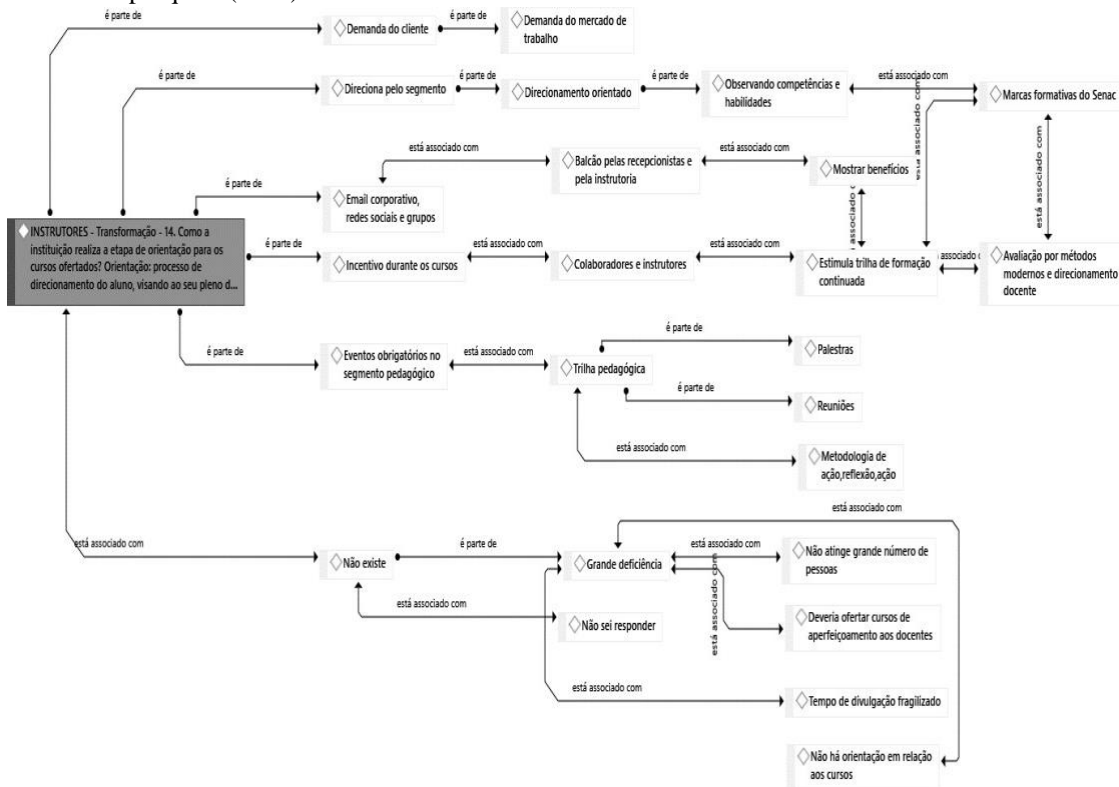 é parte de
Demanda do cliente
é parte de
Demanda do mercado de
trabalho
é parte de
Direciona pelo segmento
é parte de
Direcionamento orientado
é parte de
Observando competências e
habilidades
está associado com
Marcas formativas do Senac
está associado com
está associado com
está associado com
Balcão pelas recepcionistas e
pela instrutoria
está associado com
Mostrar benefícios
é parte de
Email corporativo,
redes sociais e grupos
INSTRUTORES - Transformação - 14. Como a
instituição realiza a etapa de orientação para os
cursos ofertados? Orientação: processo de
direcionamento do aluno, visando ao seu pleno d...
é parte de
Incentivo durante os cursos
está associado com
Colaboradores e instrutores
está associado com
Estimula trilha de formação
continuada
associado
associado
Avaliação por métodos
modernos e direcionamento
docente
é parte de
Eventos obrigatórios no
segmento pedagógico
está associado com
Trilha pedagógica
é parte de
Palestras
é parte de
Reuniões
está associado com
Metodologia de
ação,reflexão,ação
está associado com
está associado com
Não existe
é parte de
Grande deficiência
está associado com
Não atinge grande número de
pessoas
está associado com
está associado com
Não sei responder
Deveria ofertar cursos de
aperfeiçoamento aos docentes
está associado com
Tempo de divulgação fragilizado
Não há orientação em relação
aos cursos